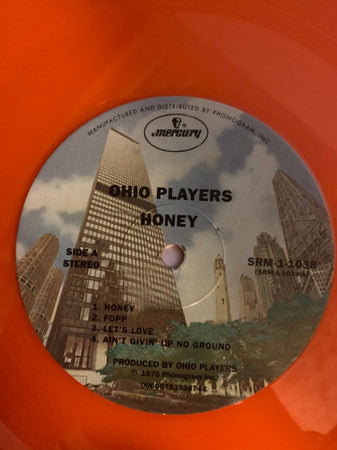 MANUFACTURED AND DISTRIBUTED BY PHONOGRAM, INC.
mercury
OHIO PLAYERS
HONEY
SIDE A
STEREO
SRM-1-1038
1. HONEY
2. FOPP
3. LET'S LOVE
4. AIN'T GIVIN' UP NO GROUND
PRODUCED BY OHIO PLAYERS
℗ 1975 Phonogram Inc.